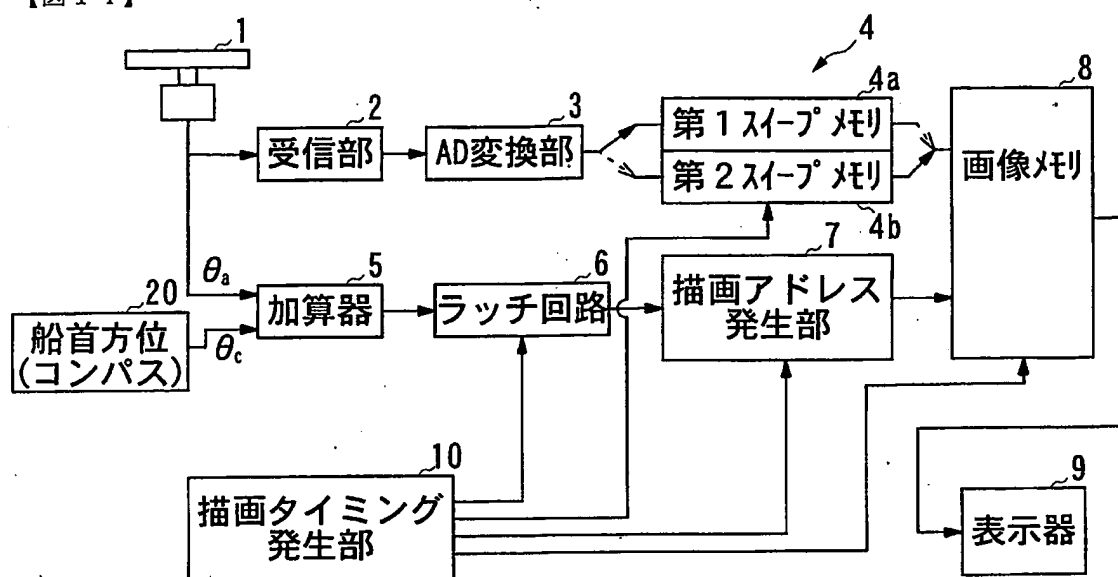 1
4
8
2
3
4a
受信部
AD変換部
第1スイープメモリ
第2スイープメモリ
画像メモリ
4b
θa
5
6
7
20
加算器
ラッチ回路
描画アドレス
発生部
船首方位
(コンパス)
θc
10
描画タイミング
発生部
9
表示器